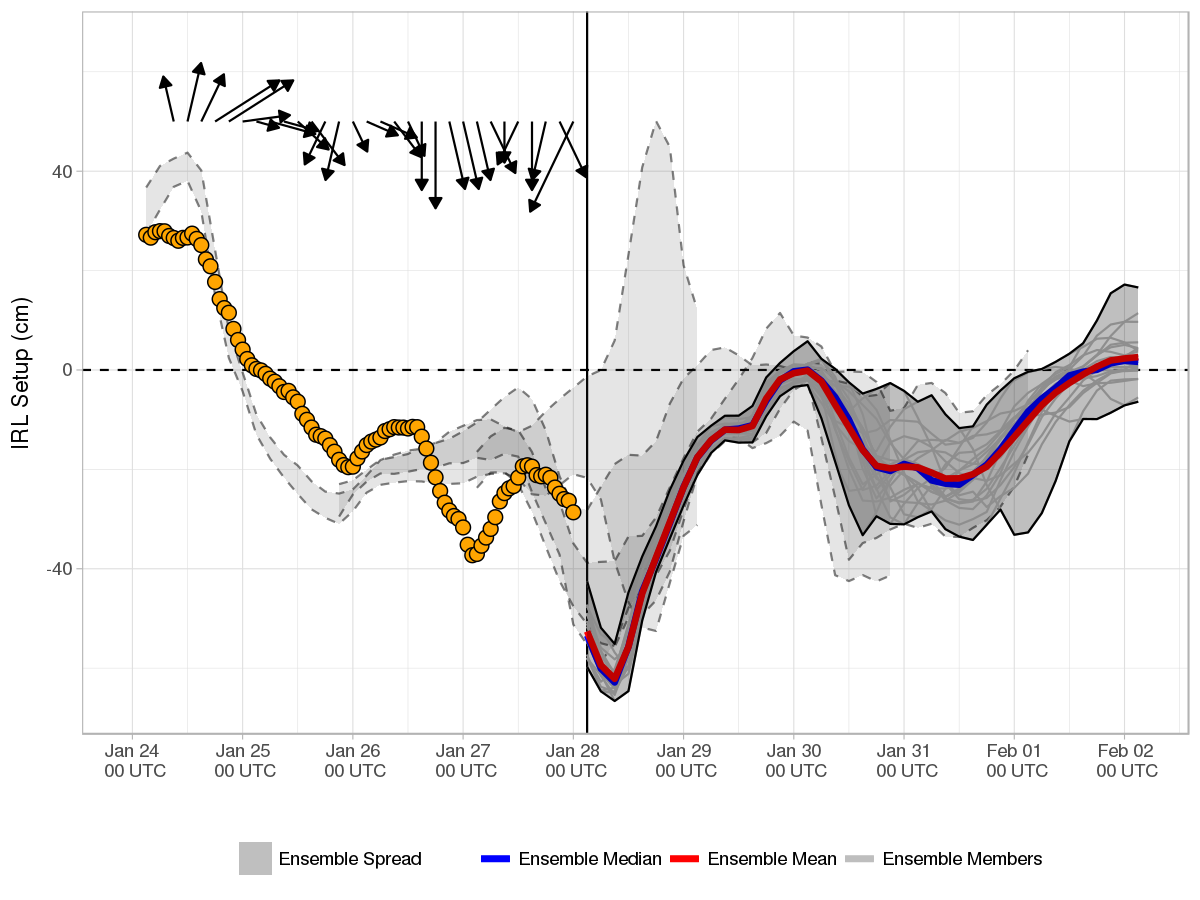 IRL Setup (cm)
40
0
-40
Jan 24 Jan 25 Jan 26 Jan 27 Jan 28 Jan 29 Jan 30 Jan 31 Feb 01 Feb 02
00 UTC 00 UTC 00 UTC 00 UTC 00 UTC 00 UTC 00 UTC 00 UTC 00 UTC 00 UTC
Ensemble Spread Ensemble Median Ensemble Mean Ensemble Members